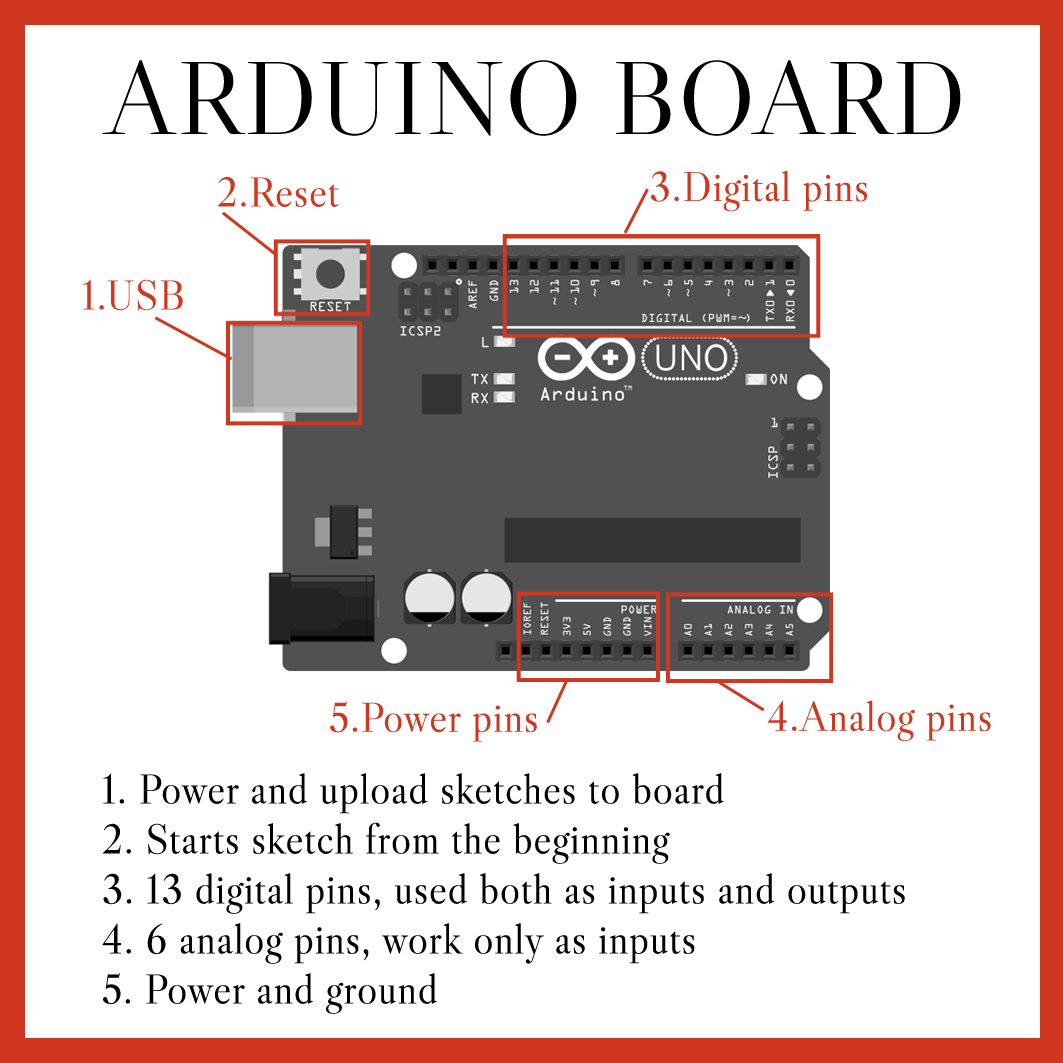 ARDUINO BOARD
2.Reset
3.Digital pins
1.USB
RESET
ICSP2
AREF
GND
13
12
~11
~10
~9
8
7
~6
~5
4
~3
2
TX0▶1
RX0◀0
DIGITAL (PWM=~)
L
TX
RX
UNO
Arduino™
ON
1
ICSP
IOREF
RESET
3V3
5V
GND
GND
VIN
POWER
ANALOG IN
A0
A1
A2
A3
A4
A5
5.Power pins
4.Analog pins
1. Power and upload sketches to board
2. Starts sketch from the beginning
3. 13 digital pins, used both as inputs and outputs
4. 6 analog pins, work only as inputs
5. Power and ground